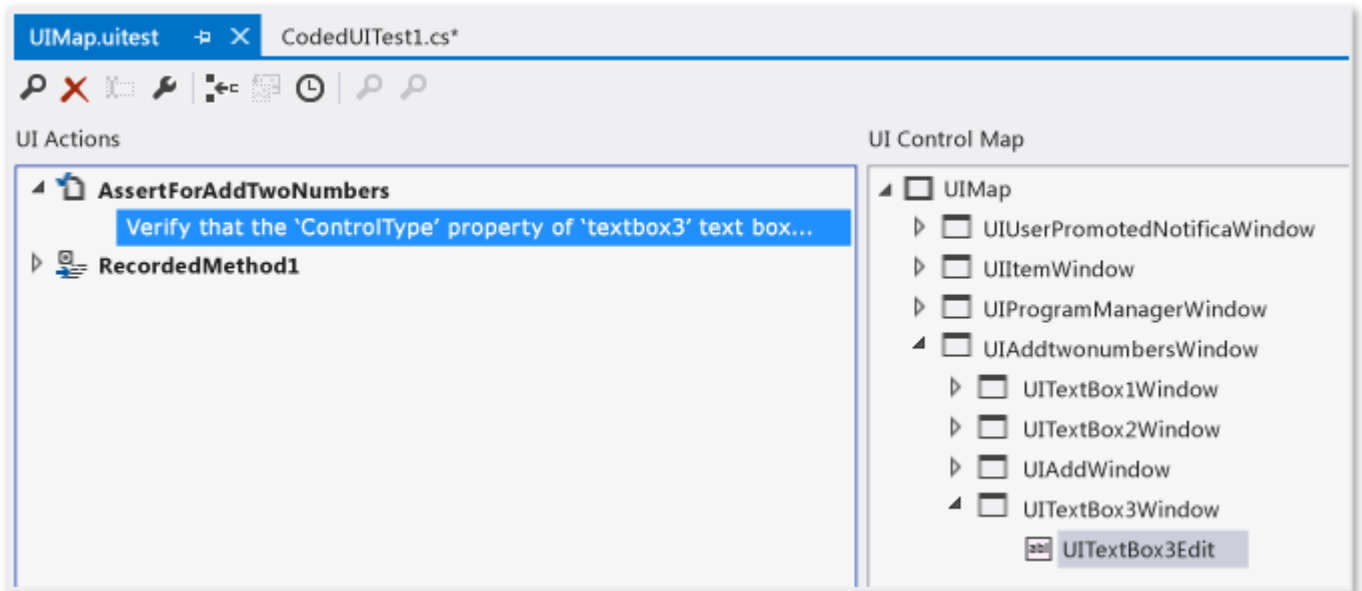 UIMap.uitest
CodedUITest1.cs*
UI Actions
AssertForAddTwoNumbers
Verify that the ‘ControlType’ property of ‘textbox3’ text box...
RecordedMethod1
UI Control Map
UIMap
UIUserPromotedNotificaWindow
UIItemWindow
UIProgramManagerWindow
UIAddtwonumbersWindow
UITextBox1Window
UITextBox2Window
UIAddWindow
UITextBox3Window
abl UITextBox3Edit